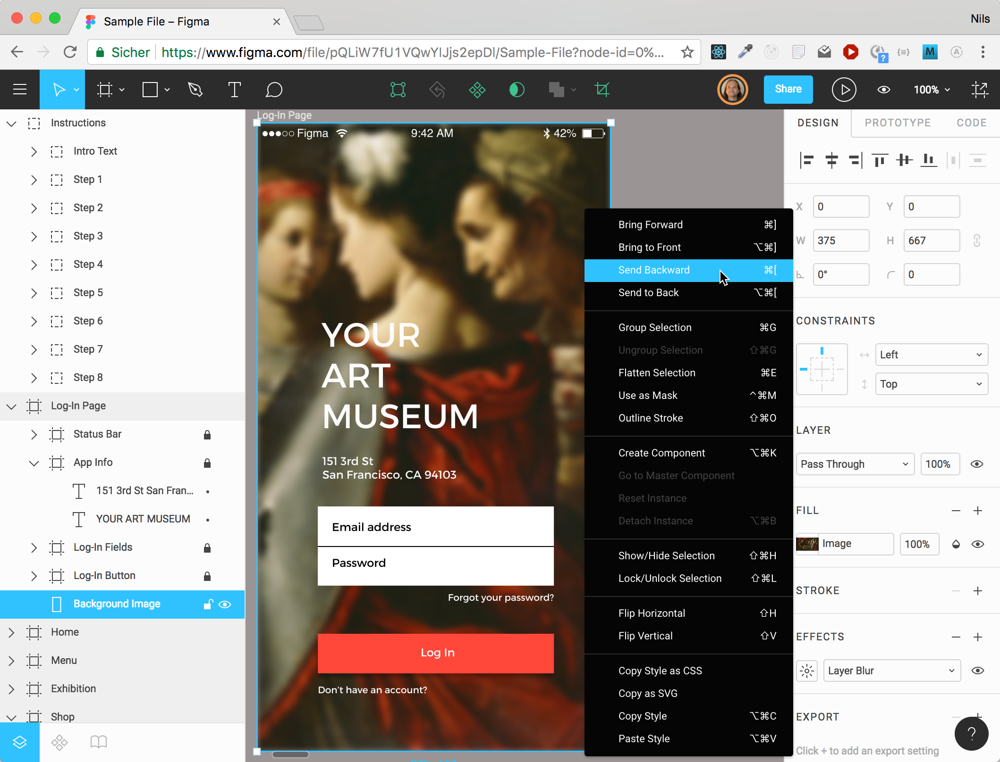 Sample File – Figma
Nils
Sicher
https://www.figma.com/file/pQLiW7fU1VQwYIJjs2epDl/Sample-File?node-id=0%...
?
M
A
Share
100%
Instructions
Intro Text
Step 1
Step 2
Step 3
Step 4
Step 5
Step 6
Step 7
Step 8
Log-In Page
Status Bar
App Info
151 3rd St San Fran...
YOUR ART MUSEUM
Log-In Fields
Log-In Button
Background Image
Home
Menu
Exhibition
Shop
Log-In Page
Figma
9:42 AM
42%
YOUR
ART
MUSEUM
151 3rd St
San Francisco, CA 94103
Email address
Password
Forgot your password?
Log In
Don't have an account?
Bring Forward ⌘]
Bring to Front ⌥⌘]
Send Backward ⌘[
Send to Back ⌥⌘[
Group Selection ⌘G
Ungroup Selection ⇧⌘G
Flatten Selection ⌘E
Use as Mask ^⌘M
Outline Stroke ⇧⌘O
Create Component ⌥⌘K
Go to Master Component
Reset Instance
Detach Instance ⌥⌘B
Show/Hide Selection ⇧⌘H
Lock/Unlock Selection ⇧⌘L
Flip Horizontal ⇧H
Flip Vertical ⇧V
Copy Style as CSS
Copy as SVG
Copy Style ⌥⌘C
Paste Style ⌥⌘V
DESIGN PROTOTYPE CODE
X 0 Y 0
W 375 H 667
0° 0
CONSTRAINTS
Left
Top
LAYER
Pass Through 100%
FILL
Image 100%
STROKE
EFFECTS
Layer Blur
EXPORT
Click + to add an export setting
?